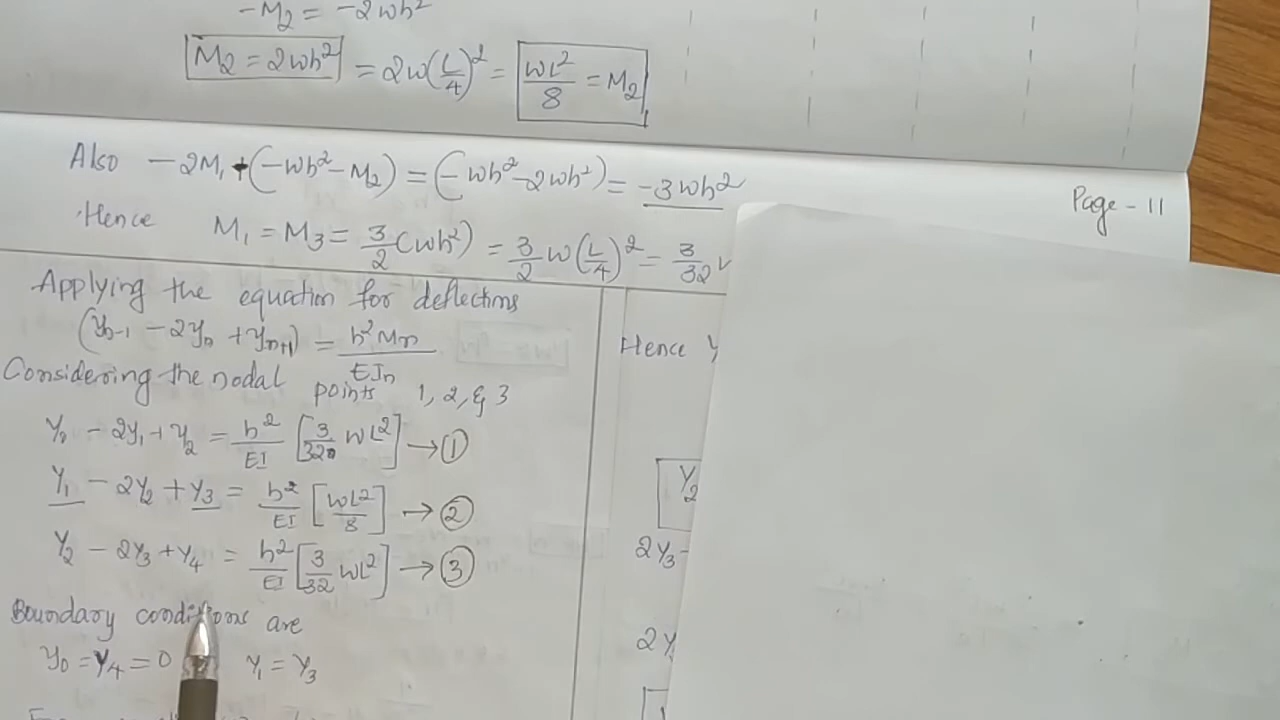 -M₂ = -2wh²
M₂ = 2wh² = 2w(L/4)² = wL²/8 = M₂
Also -2M₁ + (-wh² - M₂) = (-wh² - 2wh²) = -3wh²
Page - 11
Hence M₁ = M₃ = 3/2 (wh²) = 3/2 w(L/4)² = 3/32
Applying the equation for deflections
(yn-1 - 2yn + yn+1) = h²Mn/EIn
Considering the nodal points 1, 2, & 3
y₀ - 2y₁ + y₂ = h²/EI [3/32 wL²] → ①
y₁ - 2y₂ + y₃ = h²/EI [wL²/8] → ②
y₂ - 2y₃ + y₄ = h²/EI [3/32 wL²] → ③
Boundary conditions are
y₀ = y₄ = 0 y₁ = y₃
Hence y
y₂
2y₃ -
2y